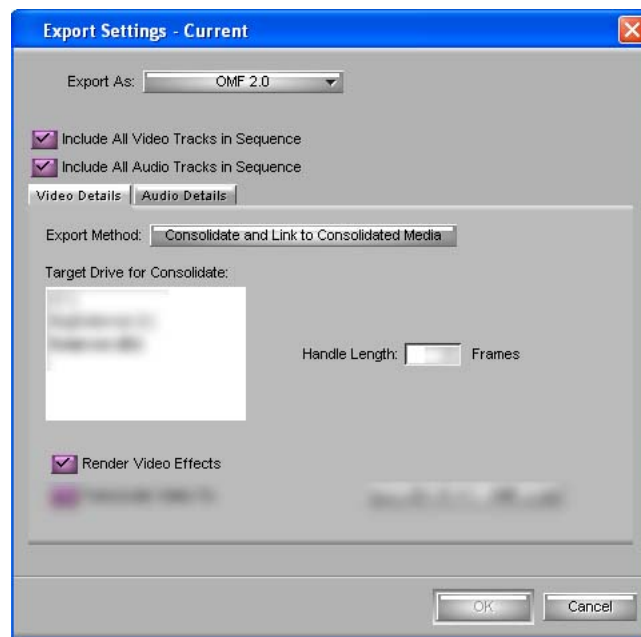 Export Settings - Current
Export As: OMF 2.0
Include All Video Tracks in Sequence
Include All Audio Tracks in Sequence
Video Details Audio Details
Export Method: Consolidate and Link to Consolidated Media
Target Drive for Consolidate:
Handle Length: Frames
Render Video Effects
OK Cancel